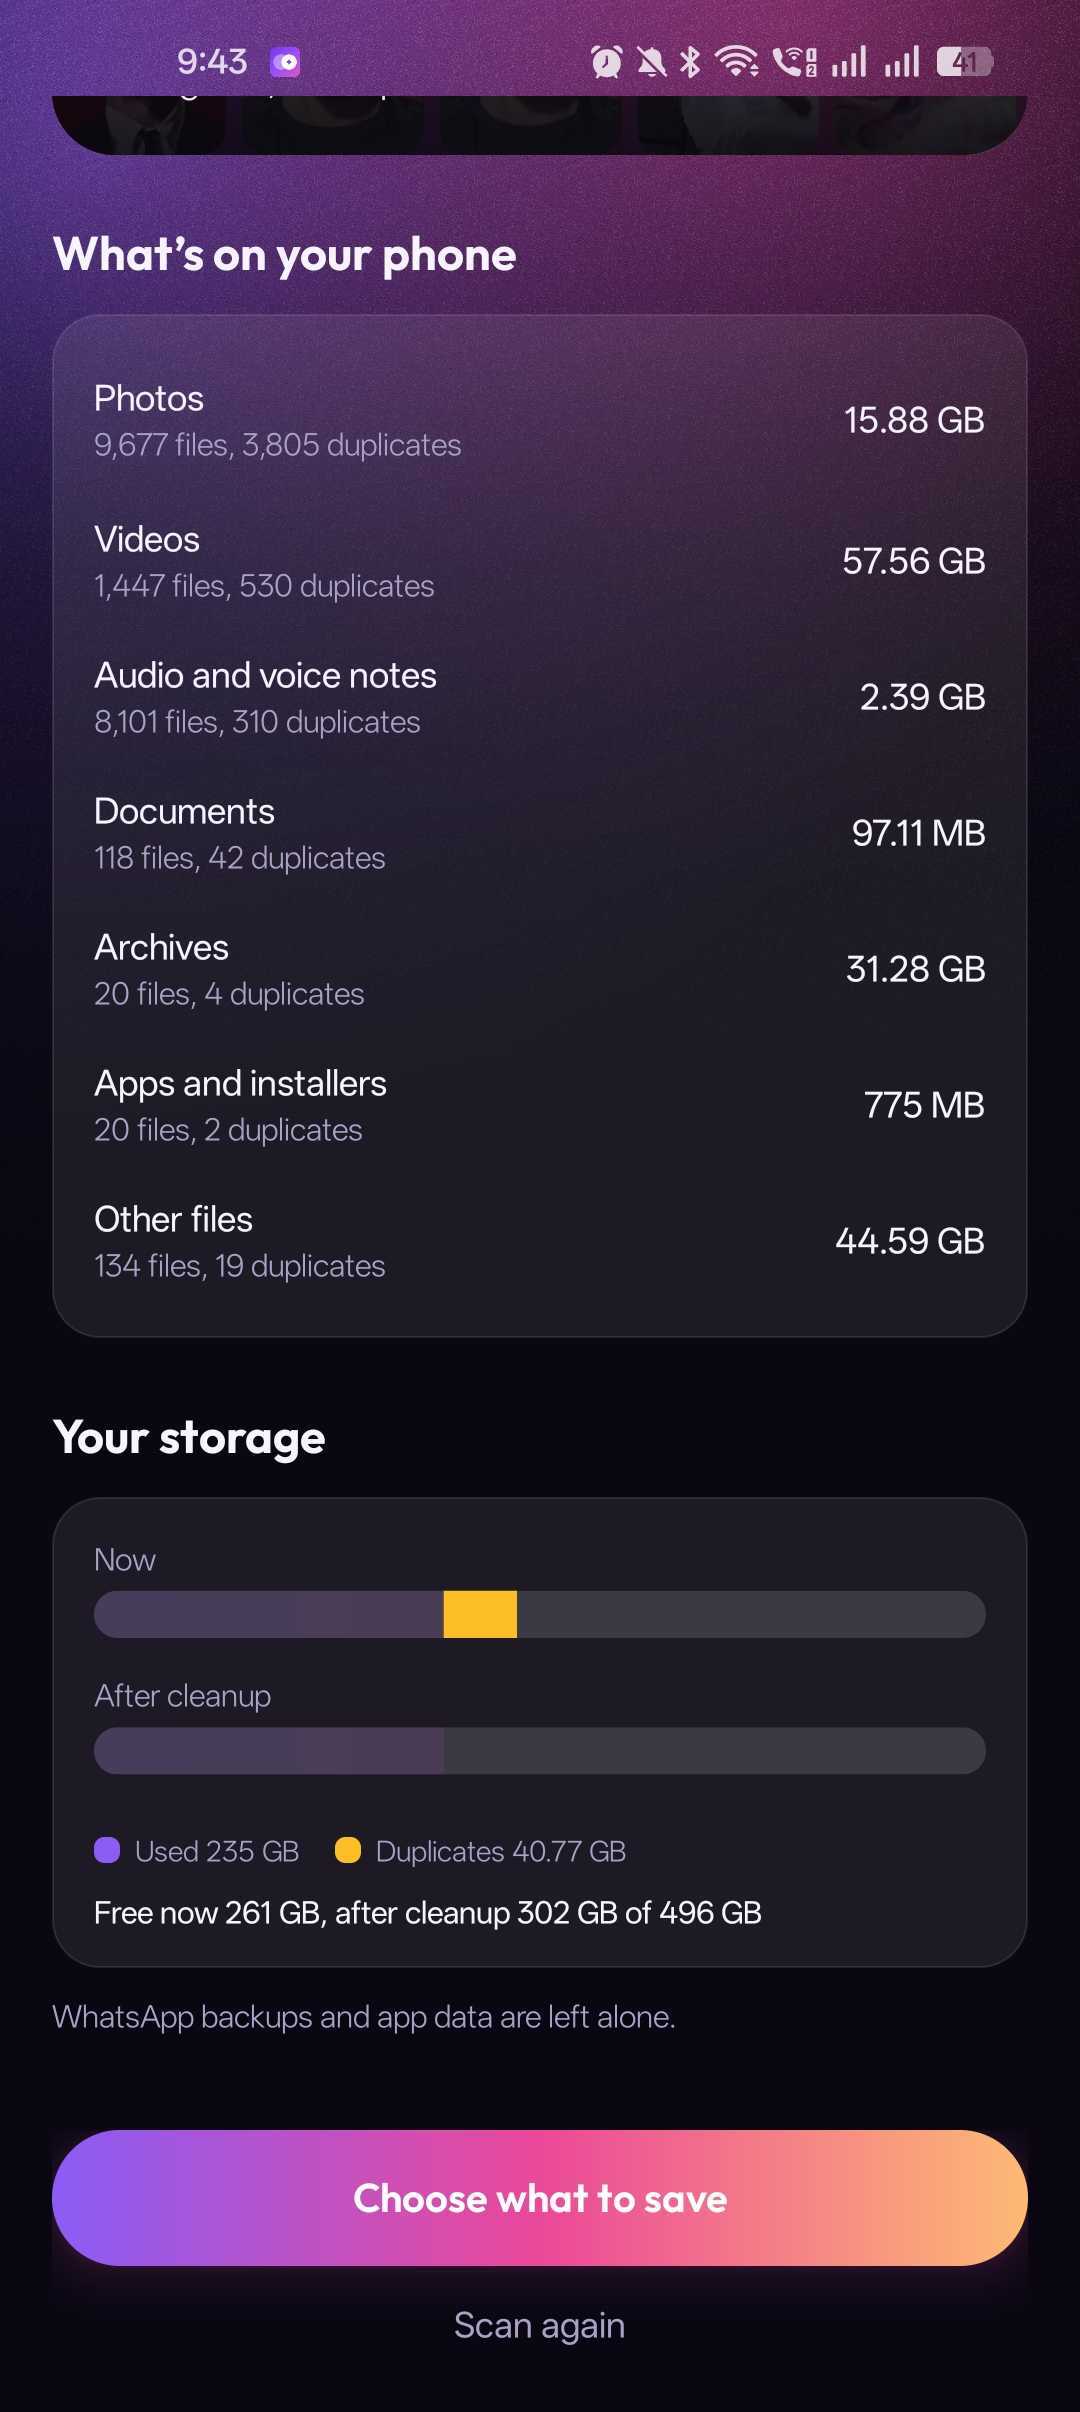 9:43
41
What's on your phone
Photos
9,677 files, 3,805 duplicates
15.88 GB
Videos
1,447 files, 530 duplicates
57.56 GB
Audio and voice notes
8,101 files, 310 duplicates
2.39 GB
Documents
118 files, 42 duplicates
97.11 MB
Archives
20 files, 4 duplicates
31.28 GB
Apps and installers
20 files, 2 duplicates
775 MB
Other files
134 files, 19 duplicates
44.59 GB
Your storage
Now
After cleanup
Used 235 GB Duplicates 40.77 GB
Free now 261 GB, after cleanup 302 GB of 496 GB
WhatsApp backups and app data are left alone.
Choose what to save
Scan again